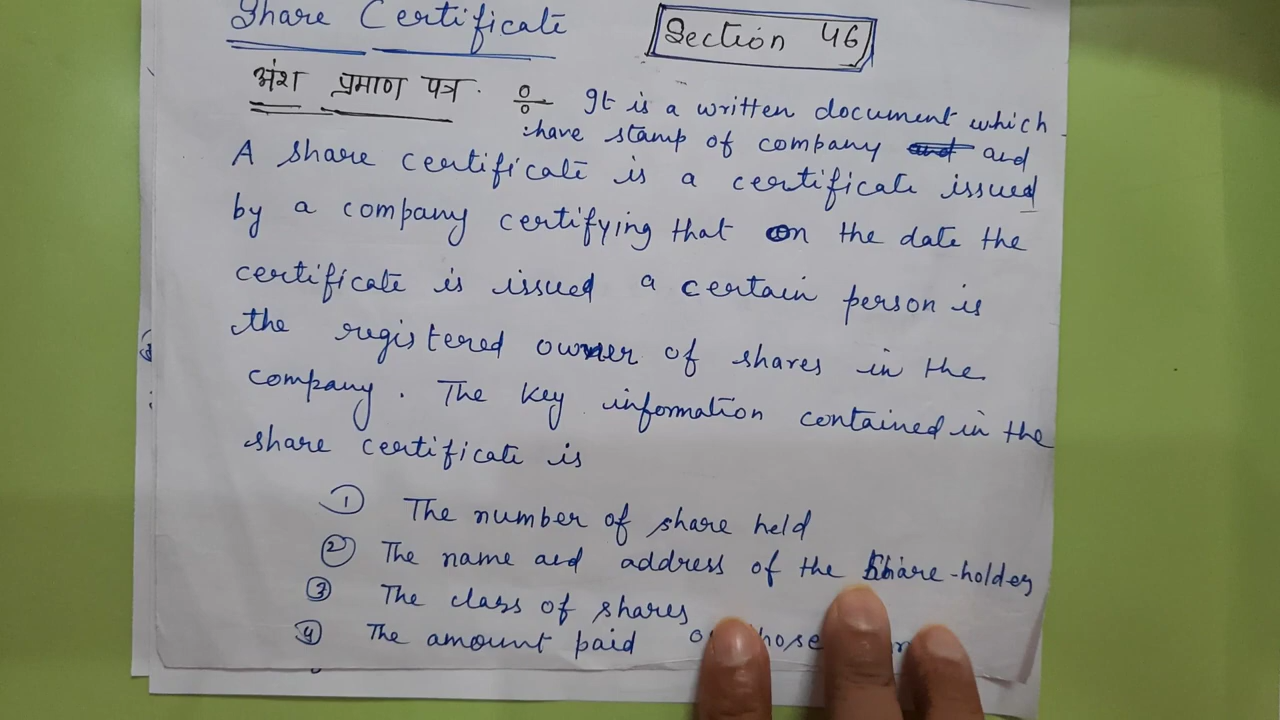 Share Certificate Section 46
अंश प्रमाण पत्र. :- It is a written document which
have stamp of company and and
A share certificate is a certificate issued
by a company certifying that on the date the
certificate is issued a certain person is
the registered owner of shares in the
company. The key information contained in the
share certificate is
① The number of share held
② The name and address of the share-holder
③ The class of shares
④ The amount paid